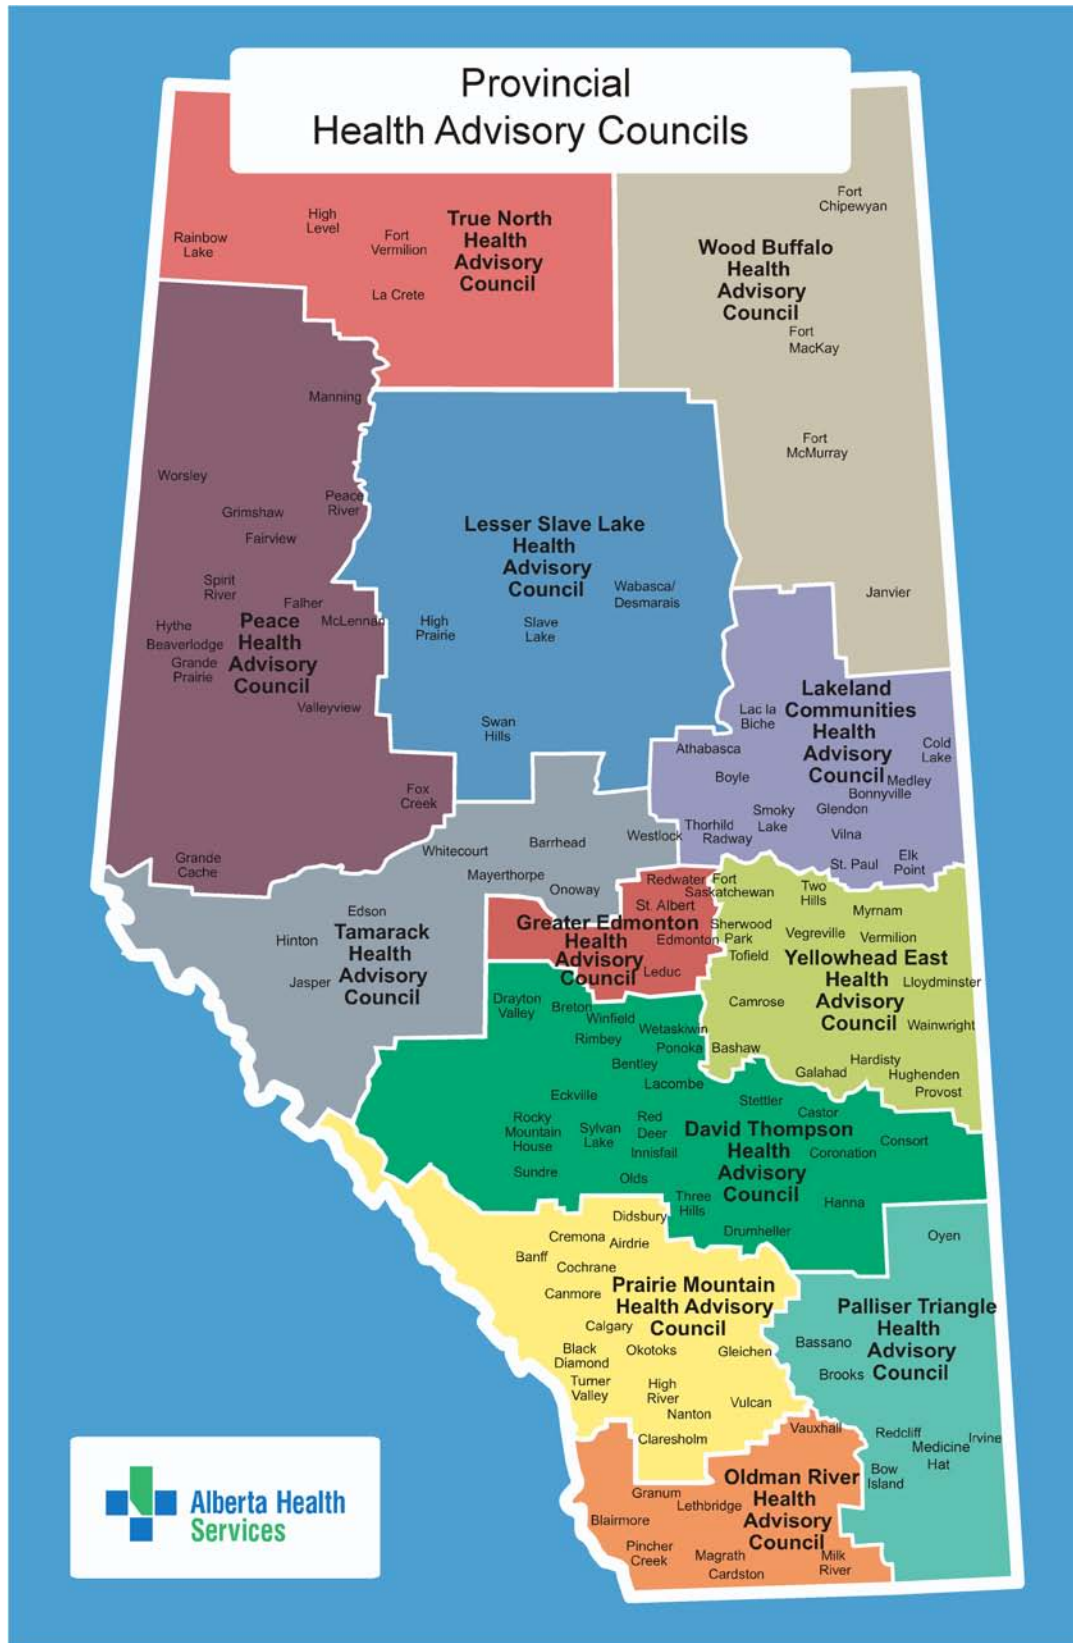 Provincial
Health Advisory Councils
Fort
Chipewyan
High
Level
True North
Health
Advisory
Council
Rainbow
Lake
Fort
Vermilion
La Crete
Wood Buffalo
Health
Advisory
Council
Fort
MacKay
Fort
McMurray
Janvier
Manning
Worsley
Peace
River
Grimshaw
Fairview
Spirit
River
Falher
McLennan
Hythe
Beaverlodge
Grande
Prairie
Peace
Health
Advisory
Council
Valleyview
Fox
Creek
Grande
Cache
Lesser Slave Lake
Health
Advisory
Council
Wabasca/
Desmarais
High
Prairie
Slave
Lake
Swan
Hills
Lakeland
Communities
Health
Advisory
Council
Lac la
Biche
Athabasca
Boyle
Cold
Lake
Medley
Bonnyville
Glendon
Smoky
Lake
Thorhild
Radway
Vilna
St. Paul
Elk
Point
Westlock
Barrhead
Whitecourt
Mayerthorpe
Onoway
Edson
Hinton
Jasper
Tamarack
Health
Advisory
Council
Redwater
Fort
Saskatchewan
St. Albert
Greater Edmonton
Health
Advisory
Council
Edmonton
Sherwood
Park
Leduc
Two
Hills
Myrnam
Vegreville
Vermilion
Tofield
Yellowhead East
Health
Advisory
Council
Lloydminster
Camrose
Wainwright
Bashaw
Galahad
Hardisty
Hughenden
Provost
Drayton
Valley
Breton
Winfield
Wetaskiwin
Rimbey
Ponoka
Bentley
Lacombe
Eckville
Stettler
Castor
Rocky
Mountain
House
Sylvan
Lake
Red
Deer
Innisfail
David Thompson
Health
Advisory
Council
Coronation
Consort
Sundre
Olds
Three
Hills
Hanna
Drumheller
Didsbury
Cremona
Airdrie
Banff
Cochrane
Canmore
Prairie Mountain
Health Advisory
Council
Calgary
Black
Diamond
Okotoks
Gleichen
Turner
Valley
High
River
Nanton
Vulcan
Claresholm
Oyen
Palliser Triangle
Health
Advisory
Council
Bassano
Brooks
Redcliff
Medicine
Hat
Irvine
Bow
Island
Vauxhall
Oldman River
Health
Advisory
Council
Granum
Lethbridge
Blairmore
Pincher
Creek
Magrath
Cardston
Milk
River
Alberta Health
Services